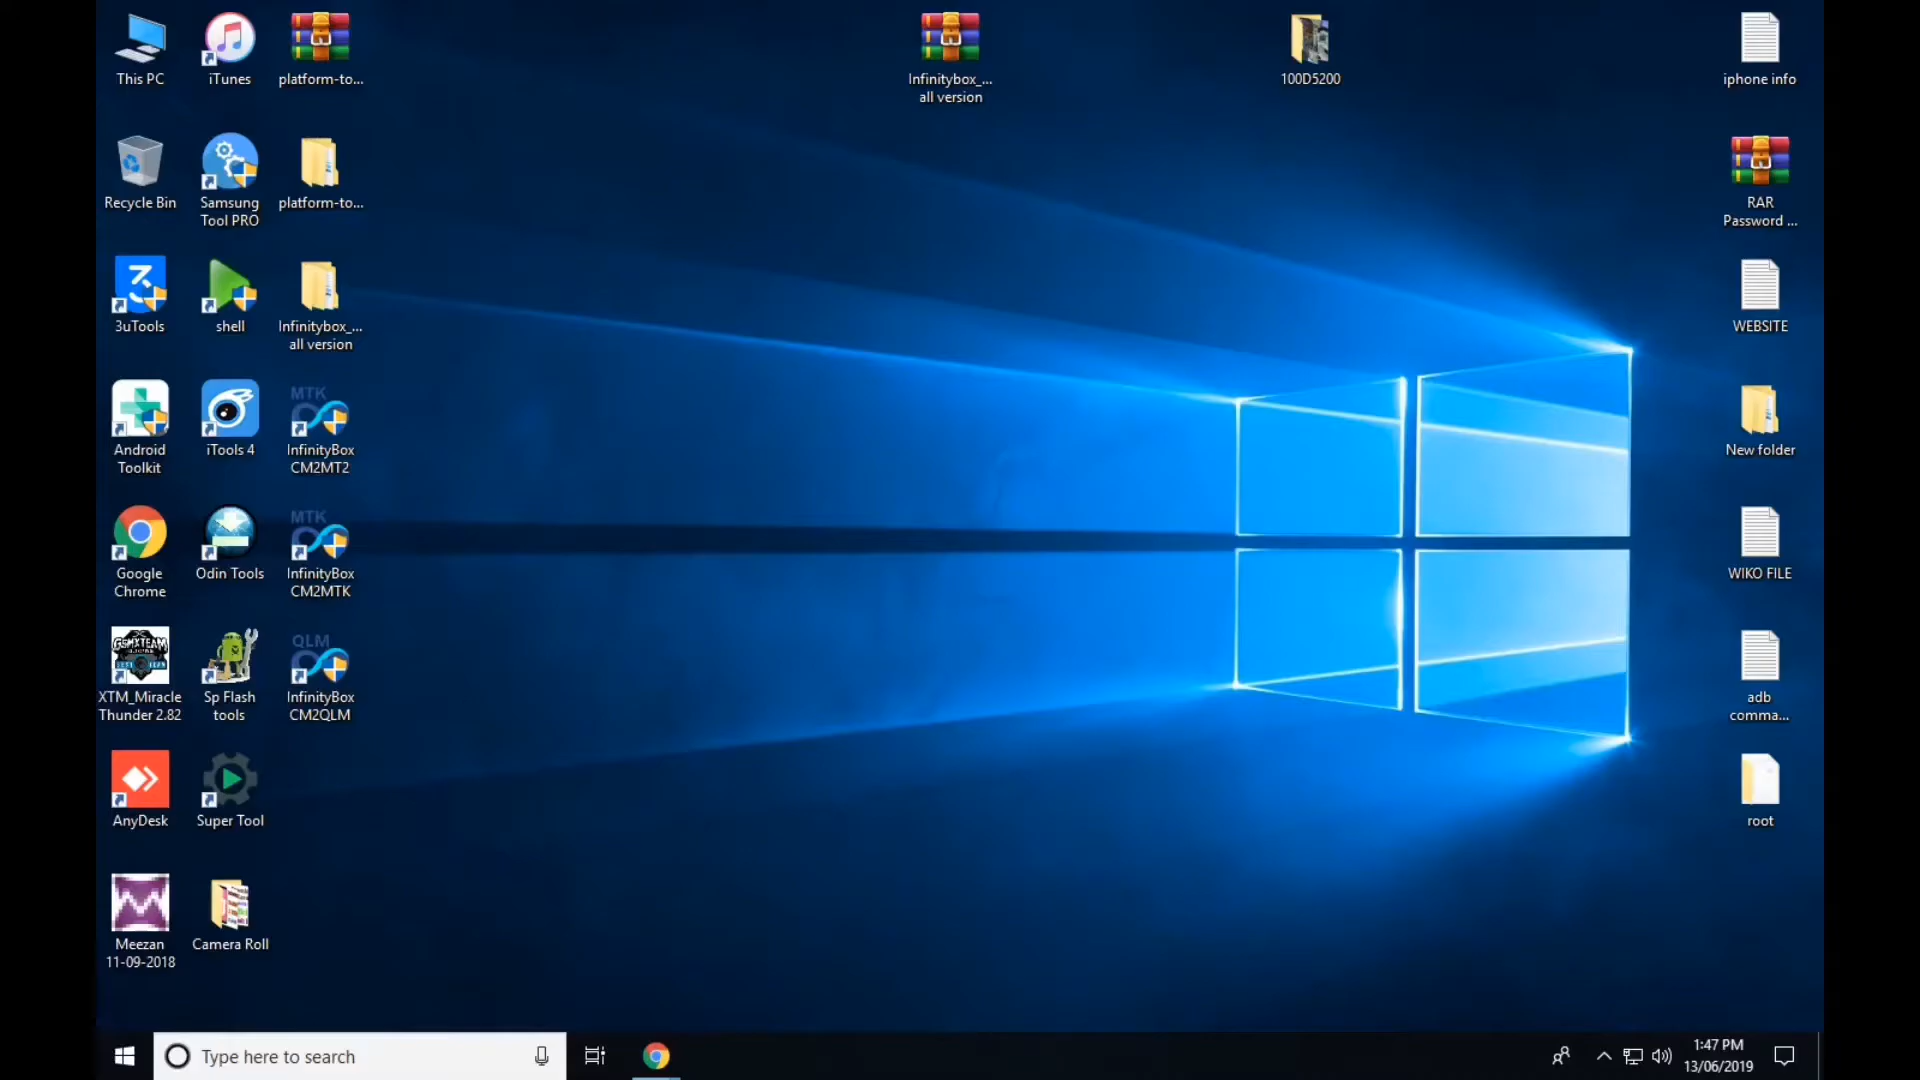 This PC
iTunes
platform-to...
Infinitybox_...
all version
100D5200
iphone info
Recycle Bin
Samsung
Tool PRO
platform-to...
RAR
Password ...
3uTools
shell
Infinitybox_...
all version
WEBSITE
Android
Toolkit
iTools 4
MTK
InfinityBox
CM2MT2
New folder
Google
Chrome
Odin Tools
MTK
InfinityBox
CM2MTK
WIKO FILE
GSMXTEAM
XTM_Miracle
Thunder 2.82
Sp Flash
tools
QLM
InfinityBox
CM2QLM
adb
comma...
AnyDesk
Super Tool
root
Meezan
11-09-2018
Camera Roll
Type here to search
1:47 PM
13/06/2019